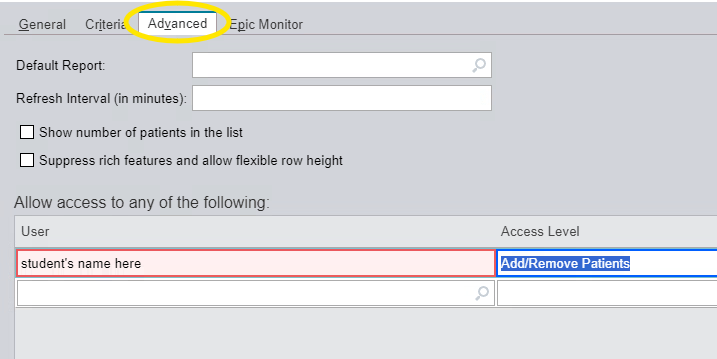 General Criteria Advanced Epic Monitor
Default Report:
Refresh Interval (in minutes):
Show number of patients in the list
Suppress rich features and allow flexible row height
Allow access to any of the following:
User Access Level
student's name here Add/Remove Patients